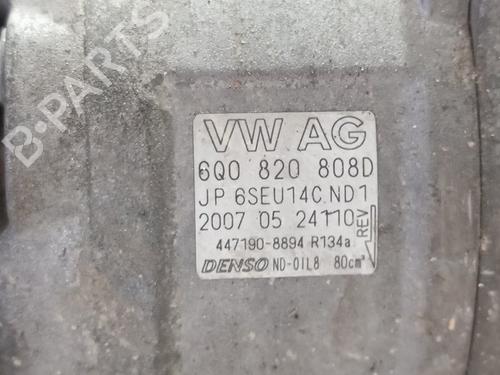 B-PARTS
VW AG
6Q0 820 808D
JP 6SEU14C ND1
2007 05 24110
REV
447190-8894 R134a
DENSO ND-OIL8 80cm³